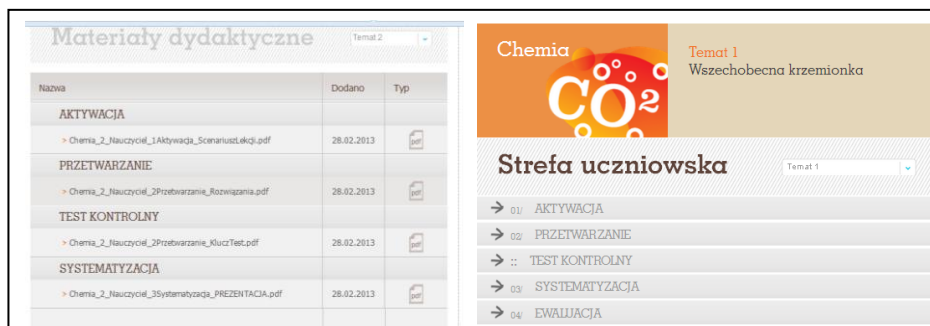 Materiały dydaktyczne
Temat 2
Nazwa Dodano Typ
AKTYWACJA
> Chemia_2_Nauczyciel_1Aktywacja_ScenariuszLekcji.pdf 28.02.2013 pdf
PRZETWARZANIE
> Chemia_2_Nauczyciel_2Przetwarzanie_Rozwiązania.pdf 28.02.2013 pdf
TEST KONTROLNY
> Chemia_2_Nauczyciel_2Przetwarzanie_KluczTest.pdf 28.02.2013 pdf
SYSTEMATYZACJA
> Chemia_2_Nauczyciel_3Systematyzacja_PREZENTACJA.pdf 28.02.2013 pdf
Chemia
CO2
Temat 1
Wszechobecna krzemionka
Strefa uczniowska
Temat 1
→ 01/ AKTYWACJA
→ 02/ PRZETWARZANIE
→ :: TEST KONTROLNY
→ 03/ SYSTEMATYZACJA
→ 04/ EWALUACJA